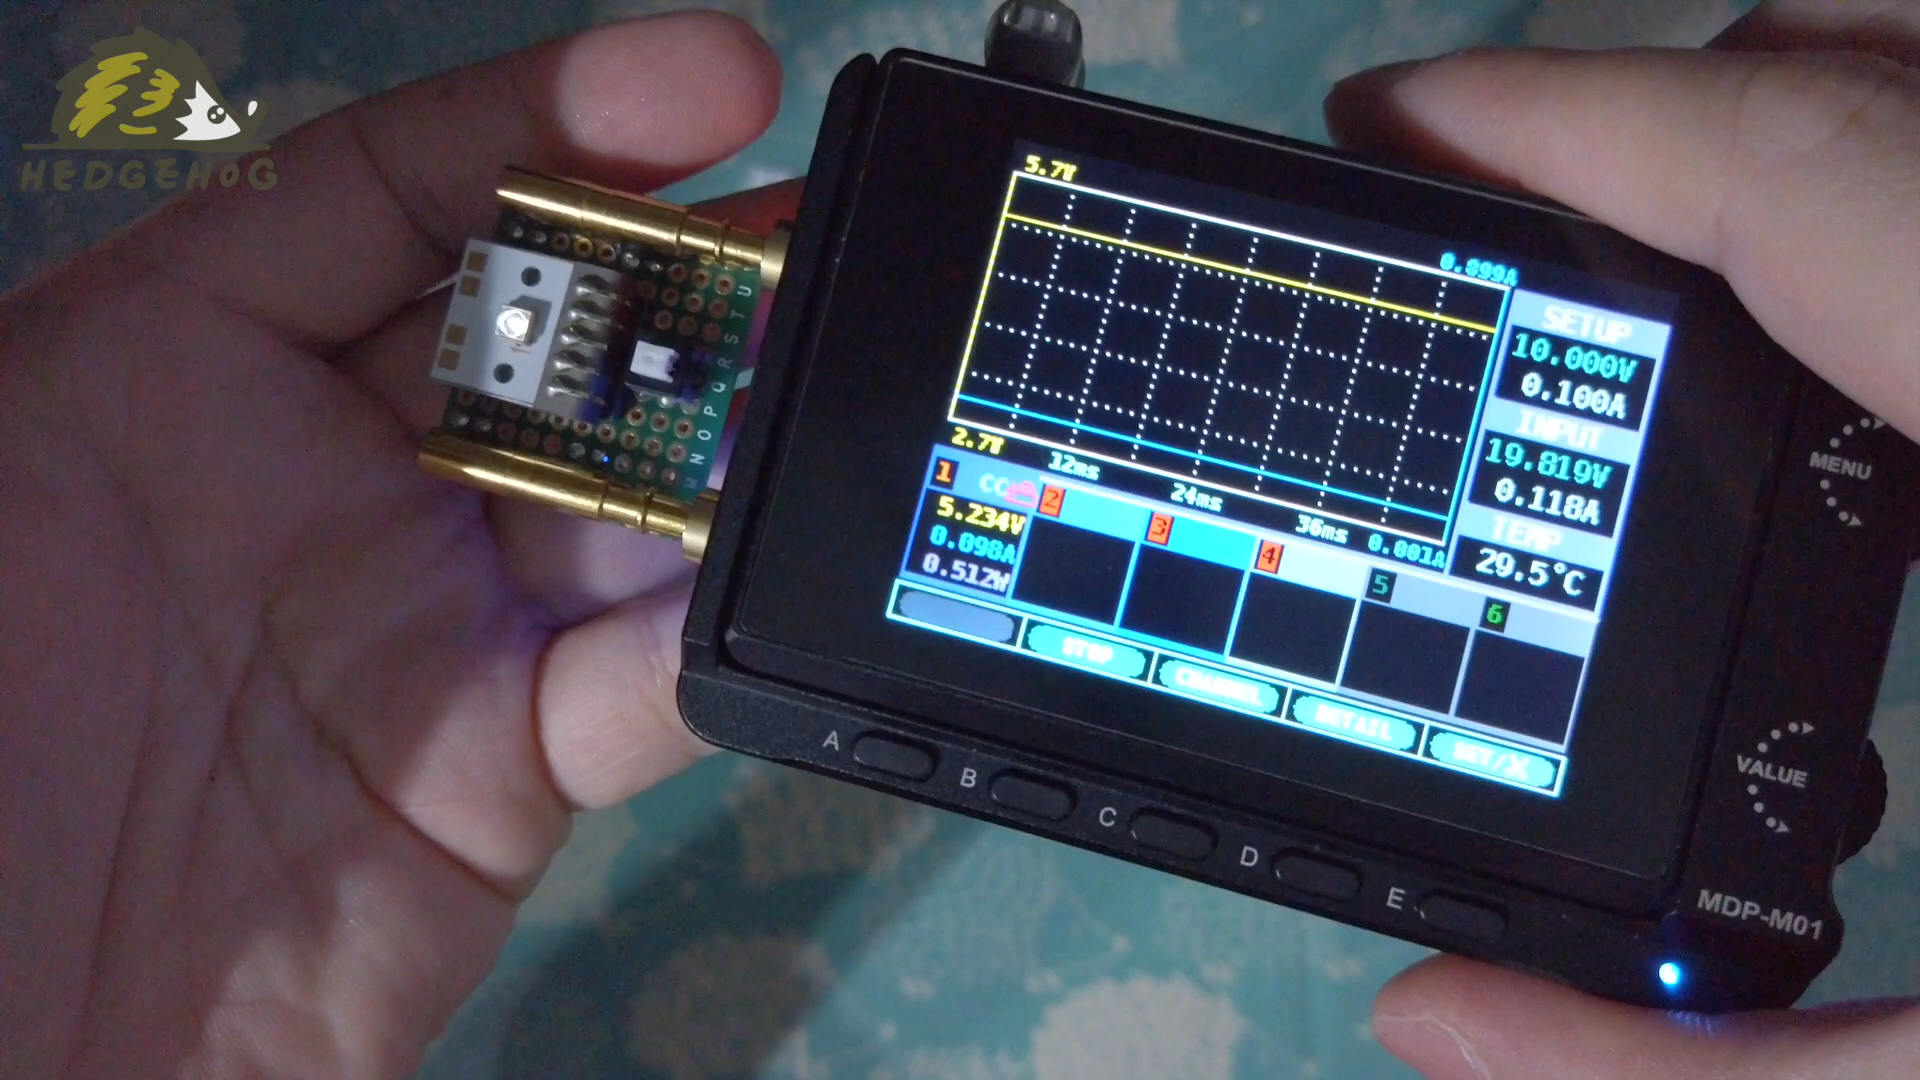 HEDGEHOG
5.7V
0.099A
2.7V
12ms
24ms
36ms
0.001A
SETUP
10.000V
0.100A
INPUT
19.819V
0.118A
TEMP
29.5°C
1
CC
5.234V
0.098A
0.512W
2
3
4
5
6
STOP
CHANNEL
DETAIL
SET/X
A
B
C
D
E
MENU
VALUE
MDP-M01
M N O P Q R S T U